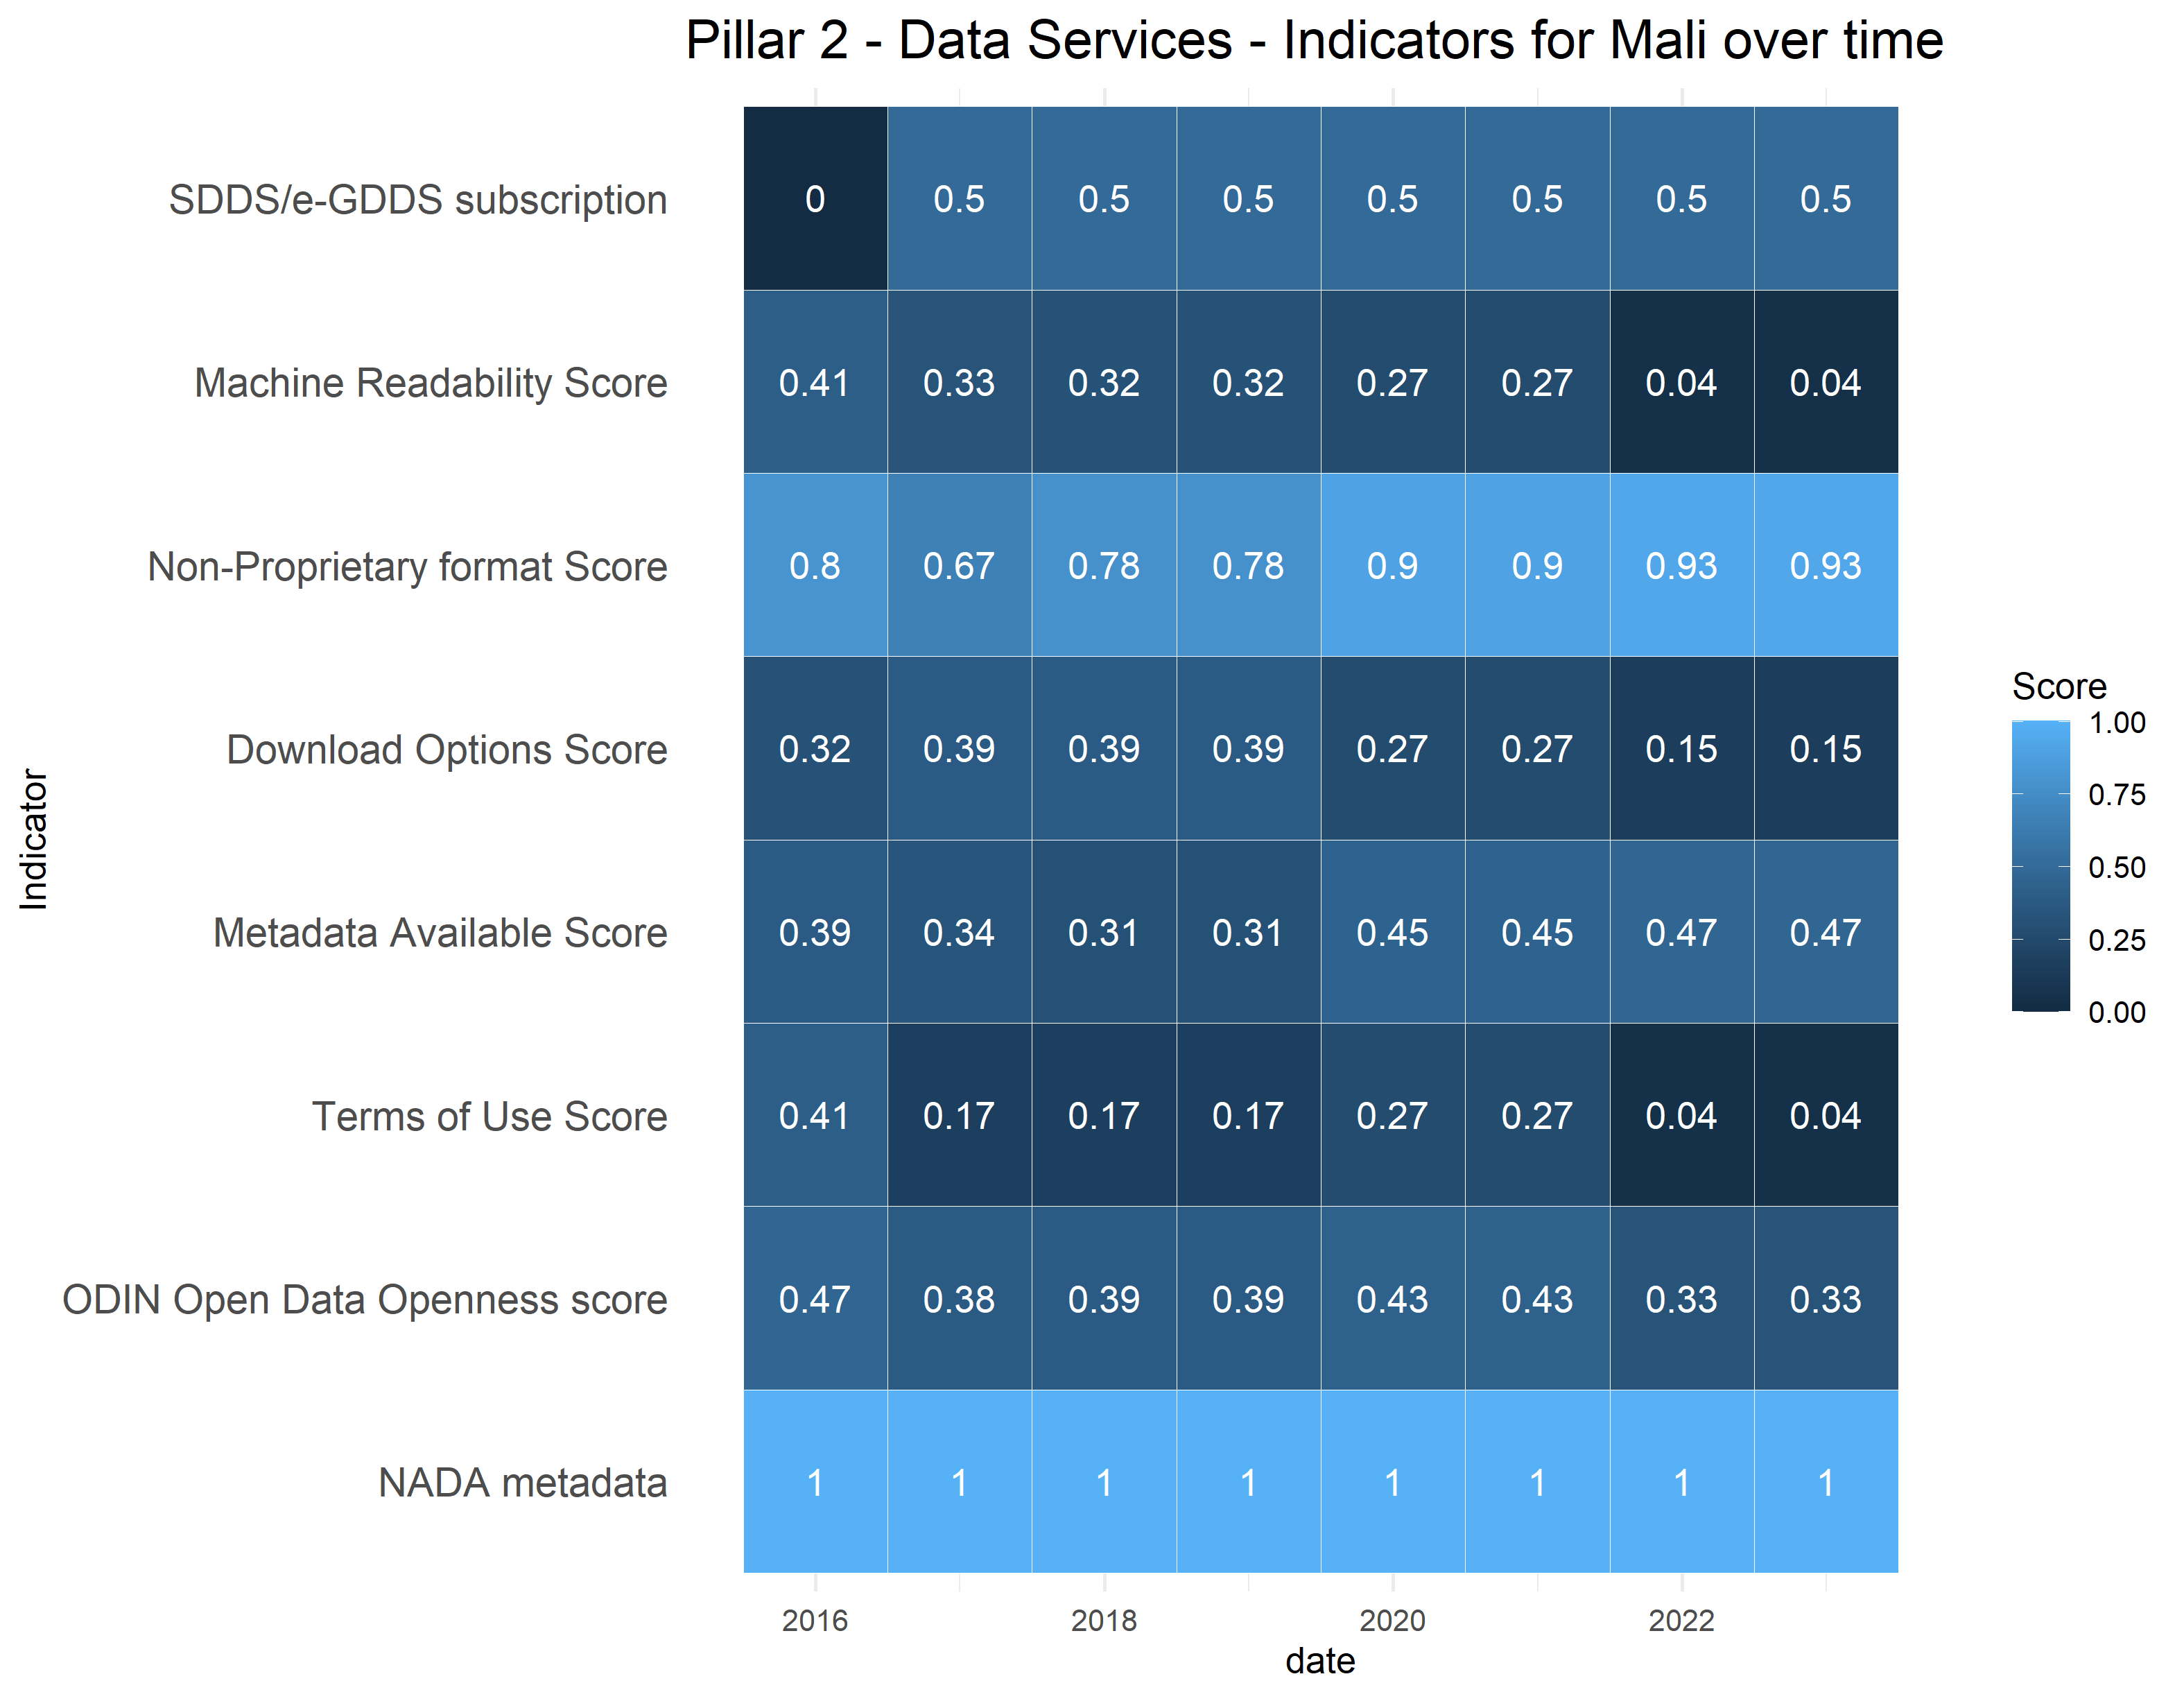 Pillar 2 - Data Services - Indicators for Mali over time
SDDS/e-GDDS subscription 0 0.5 0.5 0.5 0.5 0.5 0.5 0.5
Machine Readability Score 0.41 0.33 0.32 0.32 0.27 0.27 0.04 0.04
Non-Proprietary format Score 0.8 0.67 0.78 0.78 0.9 0.9 0.93 0.93
Download Options Score 0.32 0.39 0.39 0.39 0.27 0.27 0.15 0.15
Metadata Available Score 0.39 0.34 0.31 0.31 0.45 0.45 0.47 0.47
Terms of Use Score 0.41 0.17 0.17 0.17 0.27 0.27 0.04 0.04
ODIN Open Data Openness score 0.47 0.38 0.39 0.39 0.43 0.43 0.33 0.33
NADA metadata 1 1 1 1 1 1 1 1
2016 2018 2020 2022
date
Indicator
Score
1.00
0.75
0.50
0.25
0.00